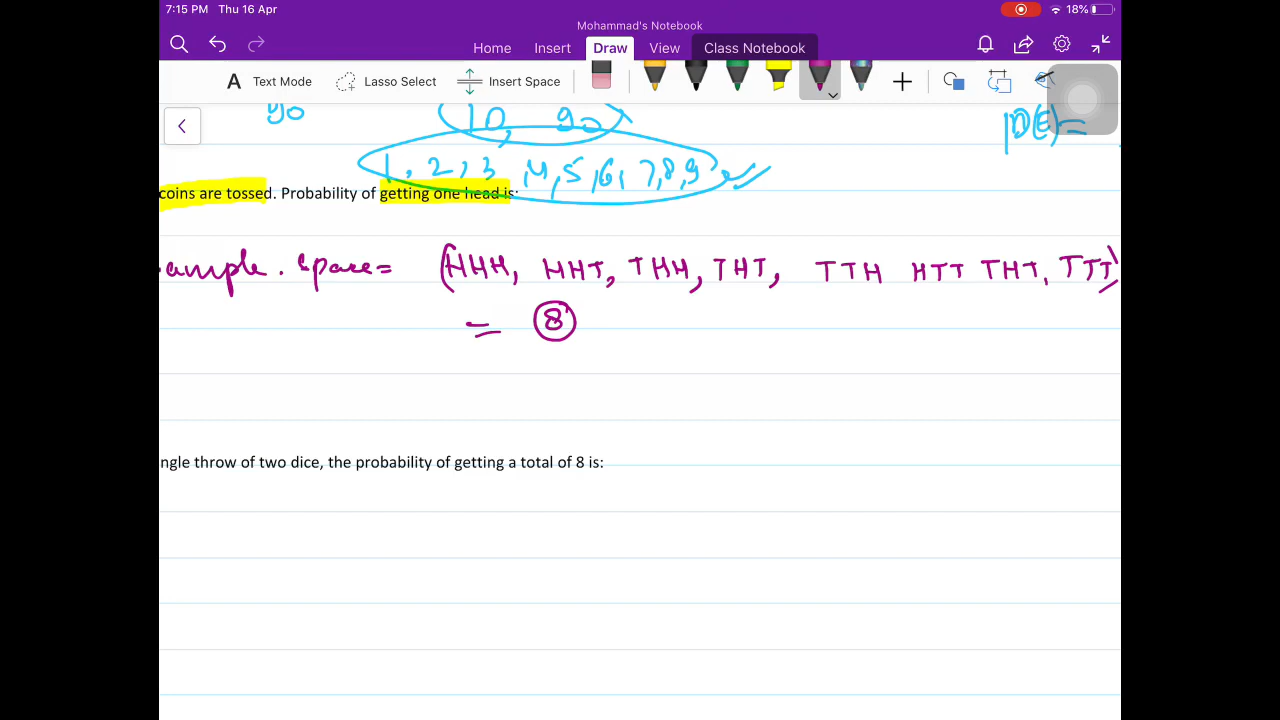 7:15 PM Thu 16 Apr
18%
Mohammad's Notebook
Home Insert Draw View Class Notebook
A Text Mode Lasso Select Insert Space
90 10, 90
P(E)=
1, 2, 3, 4, 5, 6, 7, 8, 9
coins are tossed. Probability of getting one head is:
ample. Space= (HHH, HHT, THH, THT, TTH HTT THT, TTT)
= 8
ngle throw of two dice, the probability of getting a total of 8 is: